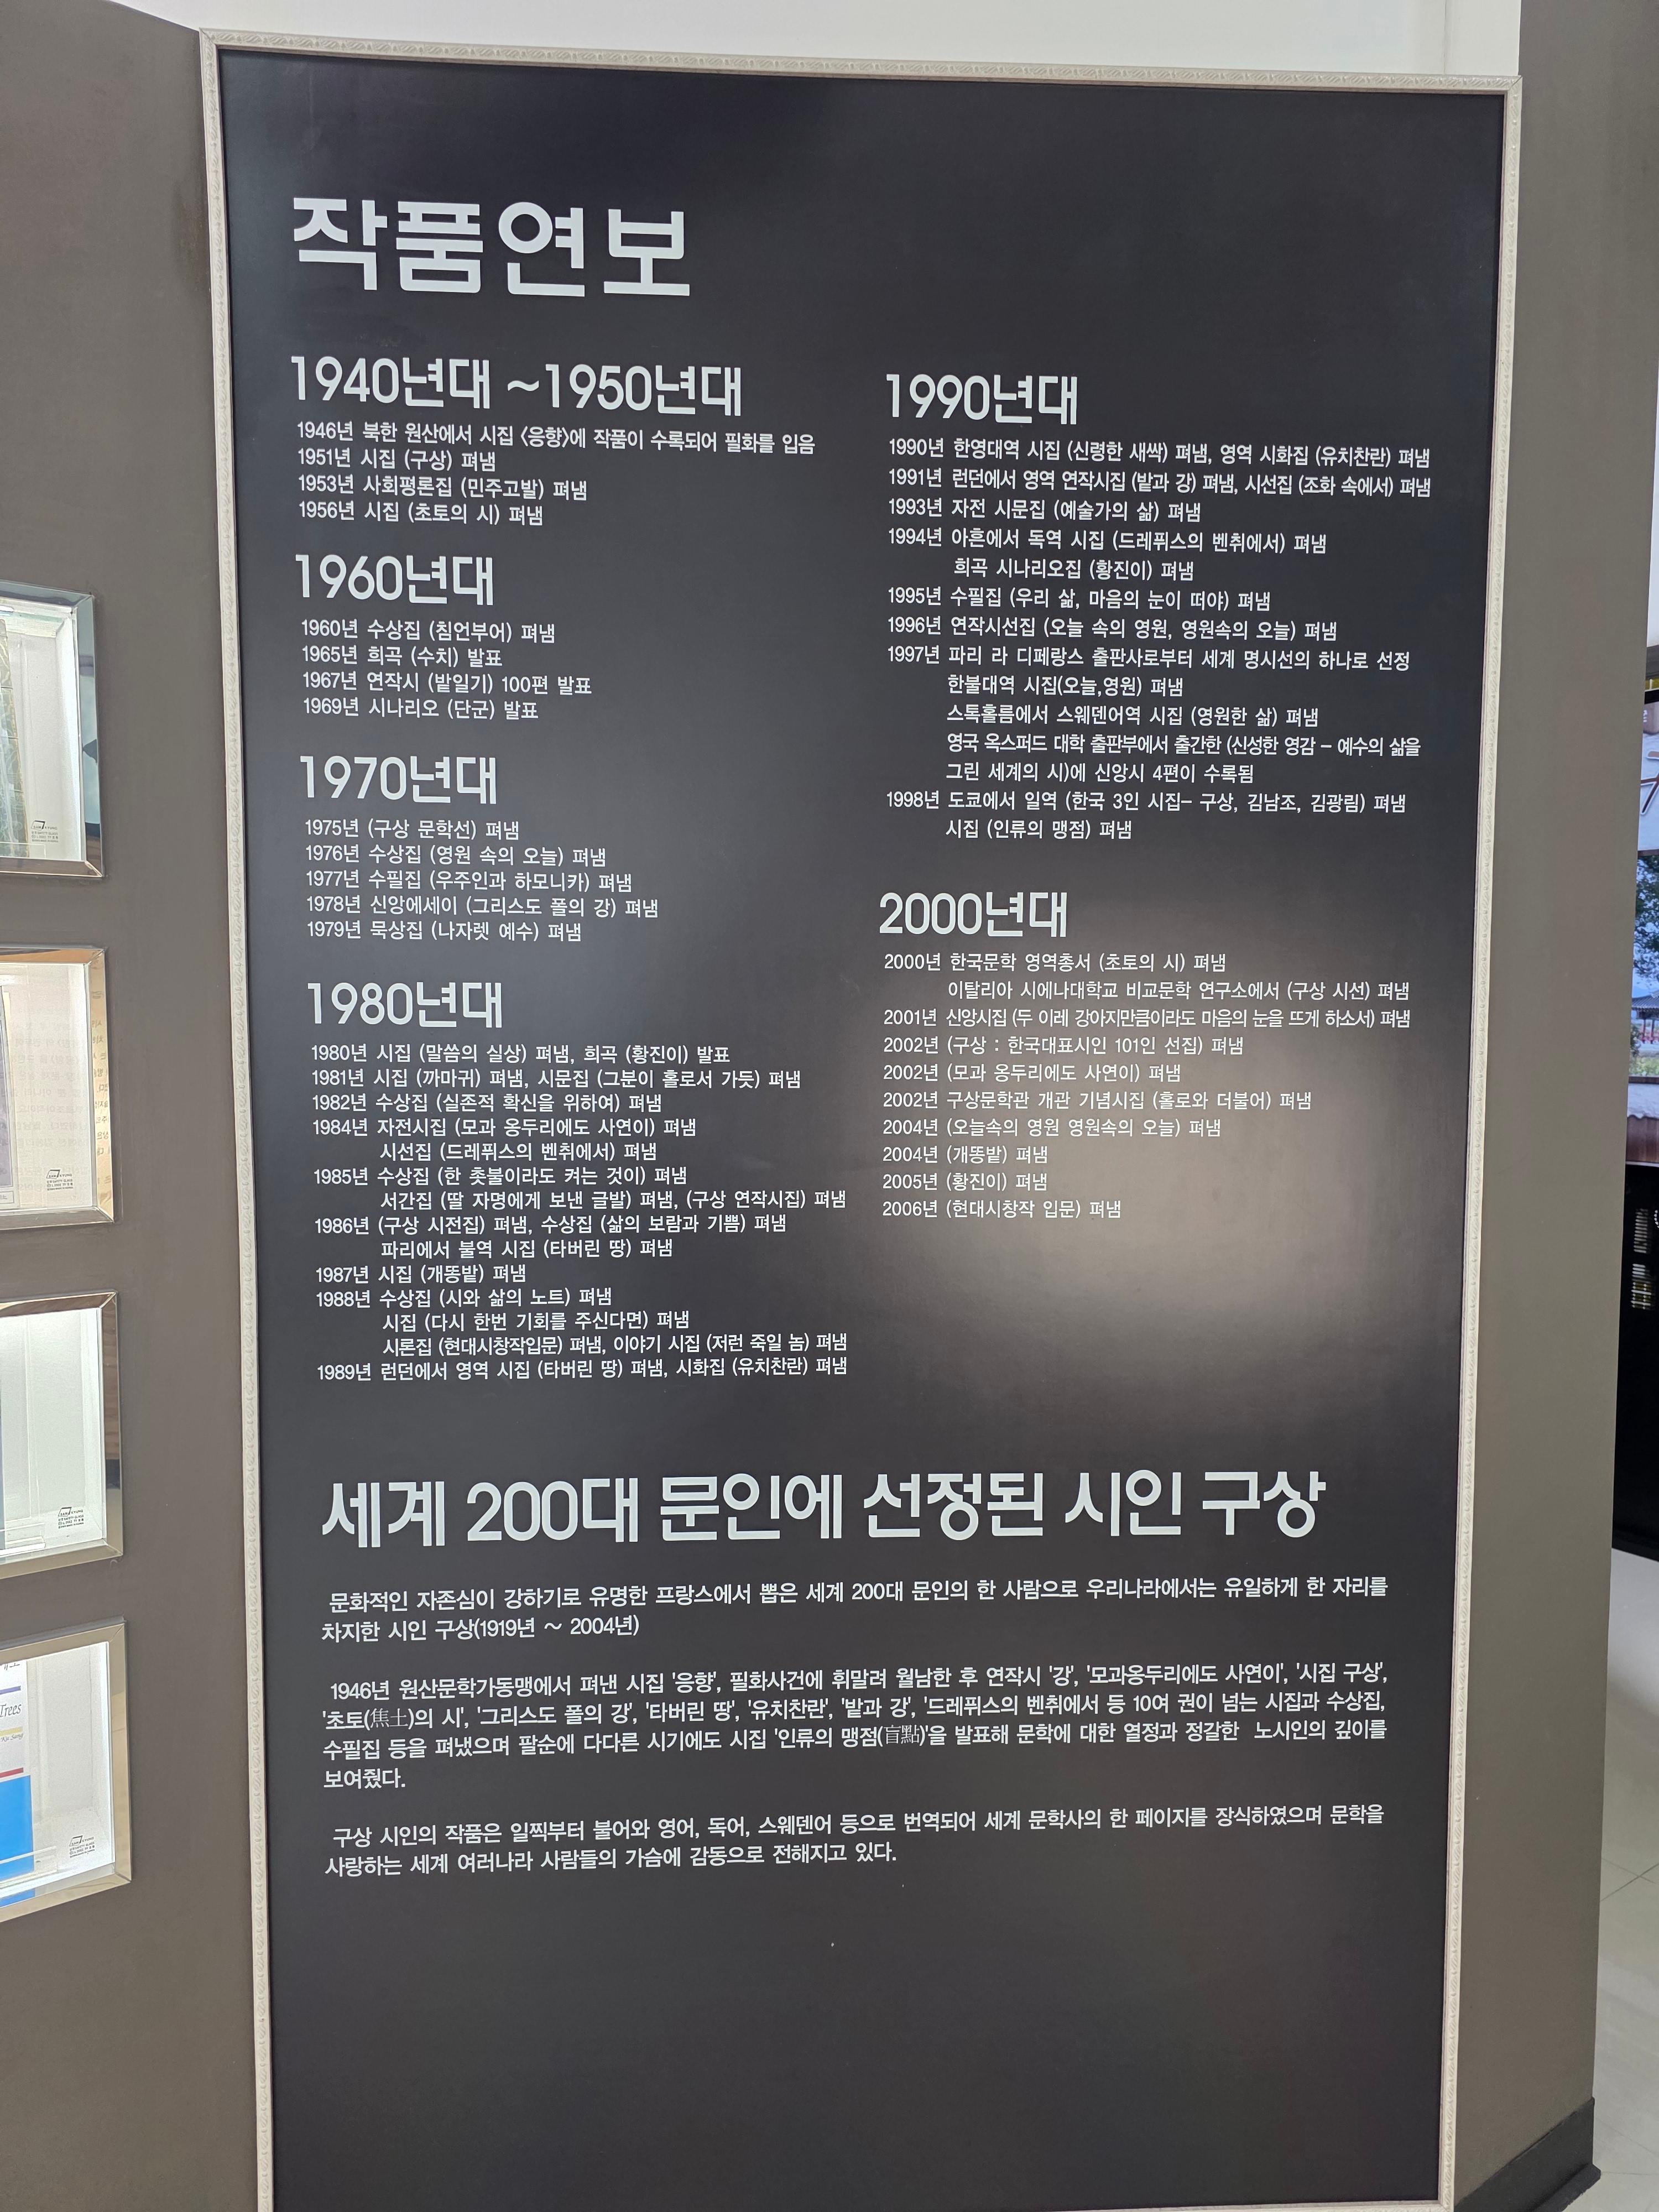 작품연보
1940년대 ~1950년대
1946년 북한 원산에서 시집 〈응향〉에 작품이 수록되어 필화를 입음
1951년 시집 (구상) 펴냄
1953년 사회평론집 (민주고발) 펴냄
1956년 시집 (초토의 시) 펴냄
1960년대
1960년 수상집 (침언부어) 펴냄
1965년 희곡 (수치) 발표
1967년 연작시 (밭일기) 100편 발표
1969년 시나리오 (단군) 발표
1970년대
1975년 (구상 문학선) 펴냄
1976년 수상집 (영원 속의 오늘) 펴냄
1977년 수필집 (우주인과 하모니카) 펴냄
1978년 신앙에세이 (그리스도 폴의 강) 펴냄
1979년 묵상집 (나자렛 예수) 펴냄
1980년대
1980년 시집 (말씀의 실상) 펴냄, 희곡 (황진이) 발표
1981년 시집 (까마귀) 펴냄, 시문집 (그분이 홀로서 가듯) 펴냄
1982년 수상집 (실존적 확신을 위하여) 펴냄
1984년 자전시집 (모과 옹두리에도 사연이) 펴냄
시선집 (드레퓌스의 벤취에서) 펴냄
1985년 수상집 (한 촛불이라도 켜는 것이) 펴냄
서간집 (딸 자명에게 보낸 글발) 펴냄, (구상 연작시집) 펴냄
1986년 (구상 시전집) 펴냄, 수상집 (삶의 보람과 기쁨) 펴냄
파리에서 불역 시집 (타버린 땅) 펴냄
1987년 시집 (개똥밭) 펴냄
1988년 수상집 (시와 삶의 노트) 펴냄
시집 (다시 한번 기회를 주신다면) 펴냄
시론집 (현대시창작입문) 펴냄, 이야기 시집 (저런 죽일 놈) 펴냄
1989년 런던에서 영역 시집 (타버린 땅) 펴냄, 시화집 (유치찬란) 펴냄
1990년대
1990년 한영대역 시집 (신령한 새싹) 펴냄, 영역 시화집 (유치찬란) 펴냄
1991년 런던에서 영역 연작시집 (밭과 강) 펴냄, 시선집 (조화 속에서) 펴냄
1993년 자전 시문집 (예술가의 삶) 펴냄
1994년 아흔에서 독역 시집 (드레퓌스의 벤취에서) 펴냄
희곡 시나리오집 (황진이) 펴냄
1995년 수필집 (우리 삶, 마음의 눈이 떠야) 펴냄
1996년 연작시선집 (오늘 속의 영원, 영원속의 오늘) 펴냄
1997년 파리 라 디페랑스 출판사로부터 세계 명시선의 하나로 선정
한불대역 시집(오늘,영원) 펴냄
스톡홀름에서 스웨덴어역 시집 (영원한 삶) 펴냄
영국 옥스퍼드 대학 출판부에서 출간한 (신성한 영감 – 예수의 삶을
그린 세계의 시)에 신앙시 4편이 수록됨
1998년 도쿄에서 일역 (한국 3인 시집– 구상, 김남조, 김광림) 펴냄
시집 (인류의 맹점) 펴냄
2000년대
2000년 한국문학 영역총서 (초토의 시) 펴냄
이탈리아 시에나대학교 비교문학 연구소에서 (구상 시선) 펴냄
2001년 신앙시집 (두 이레 강아지만큼이라도 마음의 눈을 뜨게 하소서) 펴냄
2002년 (구상 : 한국대표시인 101인 선집) 펴냄
2002년 (모과 옹두리에도 사연이) 펴냄
2002년 구상문학관 개관 기념시집 (홀로와 더불어) 펴냄
2004년 (오늘속의 영원 영원속의 오늘) 펴냄
2004년 (개똥밭) 펴냄
2005년 (황진이) 펴냄
2006년 (현대시창작 입문) 펴냄
세계 200대 문인에 선정된 시인 구상
문화적인 자존심이 강하기로 유명한 프랑스에서 뽑은 세계 200대 문인의 한 사람으로 우리나라에서는 유일하게 한 자리를
차지한 시인 구상(1919년 ~ 2004년)
1946년 원산문학가동맹에서 펴낸 시집 '응향', 필화사건에 휘말려 월남한 후 연작시 '강', '모과옹두리에도 사연이', '시집 구상',
'초토(焦土)의 시', '그리스도 폴의 강', '타버린 땅', '유치찬란', '밭과 강', '드레퓌스의 벤취에서 등 10여 권이 넘는 시집과 수상집,
수필집 등을 펴냈으며 팔순에 다다른 시기에도 시집 '인류의 맹점(盲點)'을 발표해 문학에 대한 열정과 정갈한 노시인의 깊이를
보여줬다.
구상 시인의 작품은 일찍부터 불어와 영어, 독어, 스웨덴어 등으로 번역되어 세계 문학사의 한 페이지를 장식하였으며 문학을
사랑하는 세계 여러나라 사람들의 가슴에 감동으로 전해지고 있다.
Trees